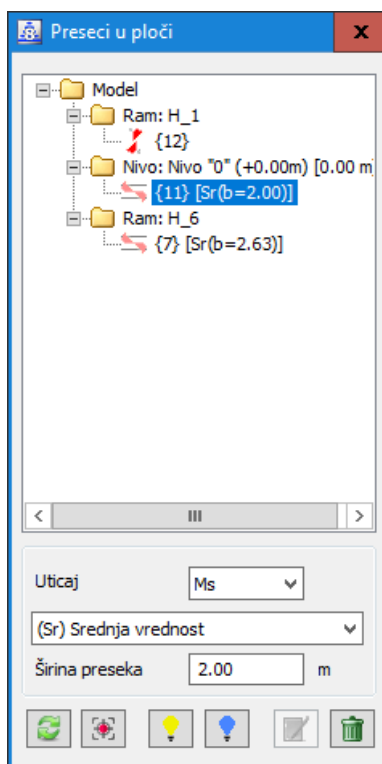 Preseci u ploči
Model
Ram: H_1
{12}
Nivo: Nivo "0" (+0.00m) [0.00 m
{11} [Sr(b=2.00)]
Ram: H_6
{7} [Sr(b=2.63)]
Uticaj
Ms
(Sr) Srednja vrednost
Širina preseka
2.00
m